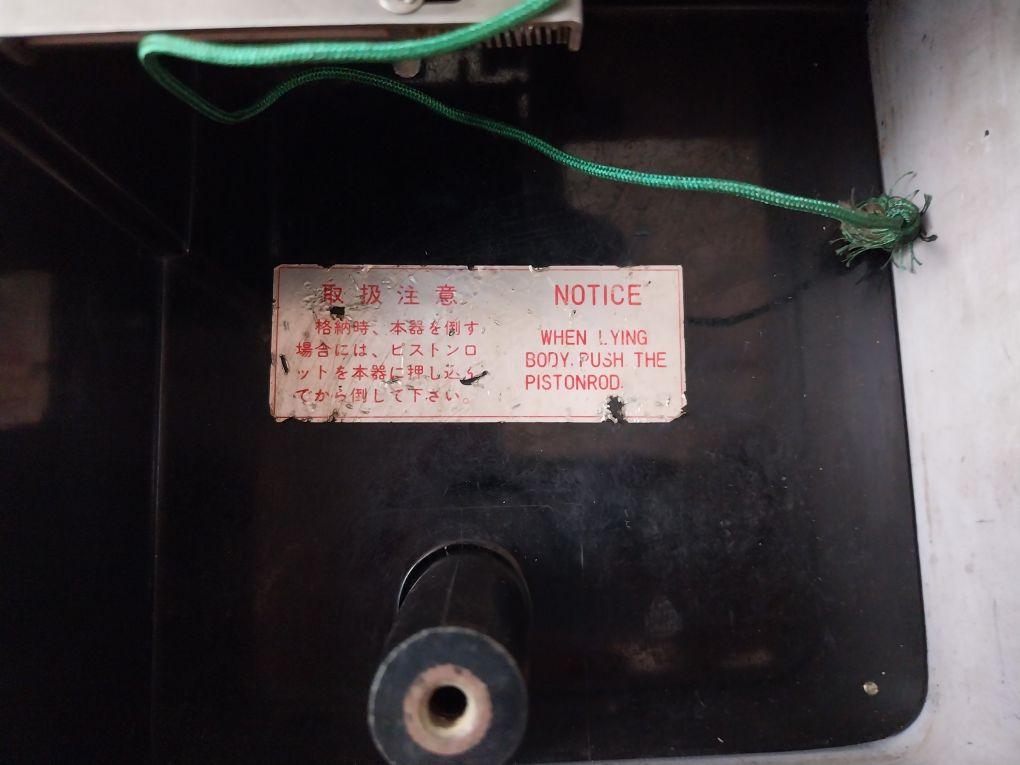 取扱注意
格納時、本器を倒す
場合には、ピストンロ
ットを本器に押し込ん
でから倒して下さい。
NOTICE
WHEN LYING
BODY. PUSH THE
PISTONROD.